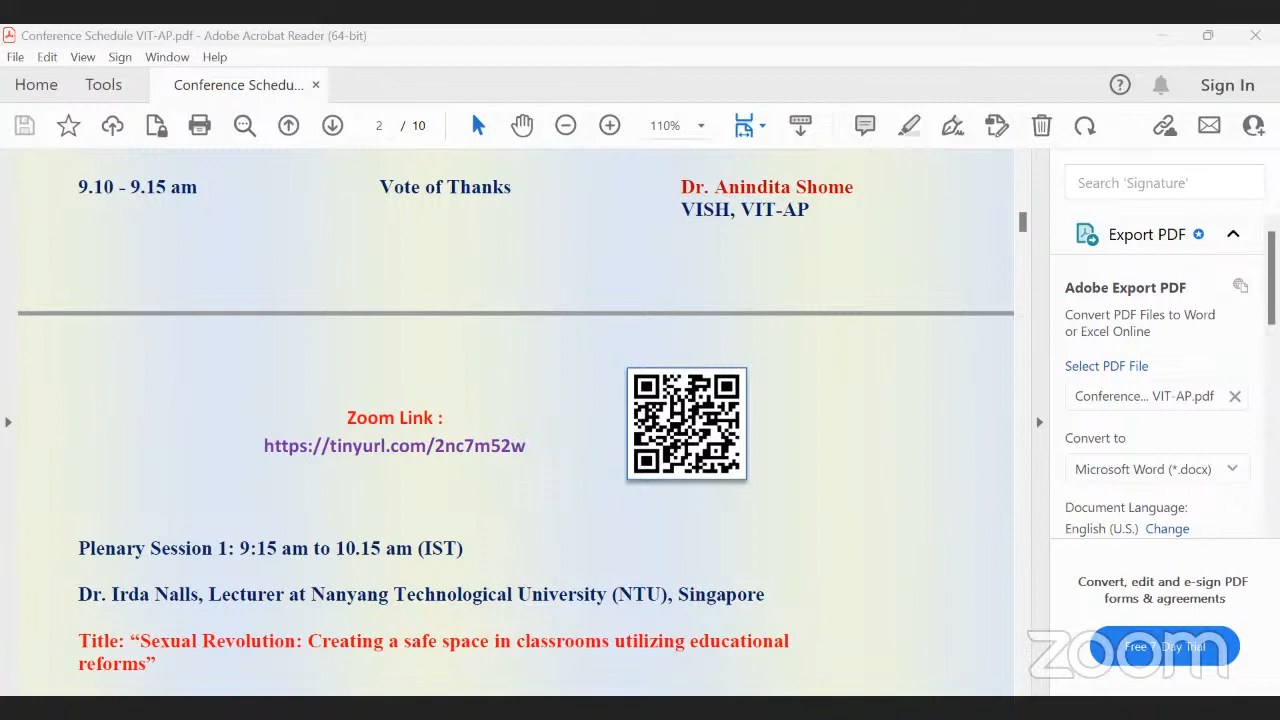 Conference Schedule VIT-AP.pdf - Adobe Acrobat Reader (64-bit)
File Edit View Sign Window Help
Home Tools Conference Schedu... × Sign In
2 / 10 110%
9.10 - 9.15 am Vote of Thanks Dr. Anindita Shome
VISH, VIT-AP
Zoom Link :
https://tinyurl.com/2nc7m52w
Plenary Session 1: 9:15 am to 10.15 am (IST)
Dr. Irda Nalls, Lecturer at Nanyang Technological University (NTU), Singapore
Title: “Sexual Revolution: Creating a safe space in classrooms utilizing educational
reforms”
Search 'Signature'
Export PDF
Adobe Export PDF
Convert PDF Files to Word
or Excel Online
Select PDF File
Conference... VIT-AP.pdf
Convert to
Microsoft Word (*.docx)
Document Language:
English (U.S.) Change
Convert, edit and e-sign PDF
forms & agreements
Free 7-Day Trial
zoom